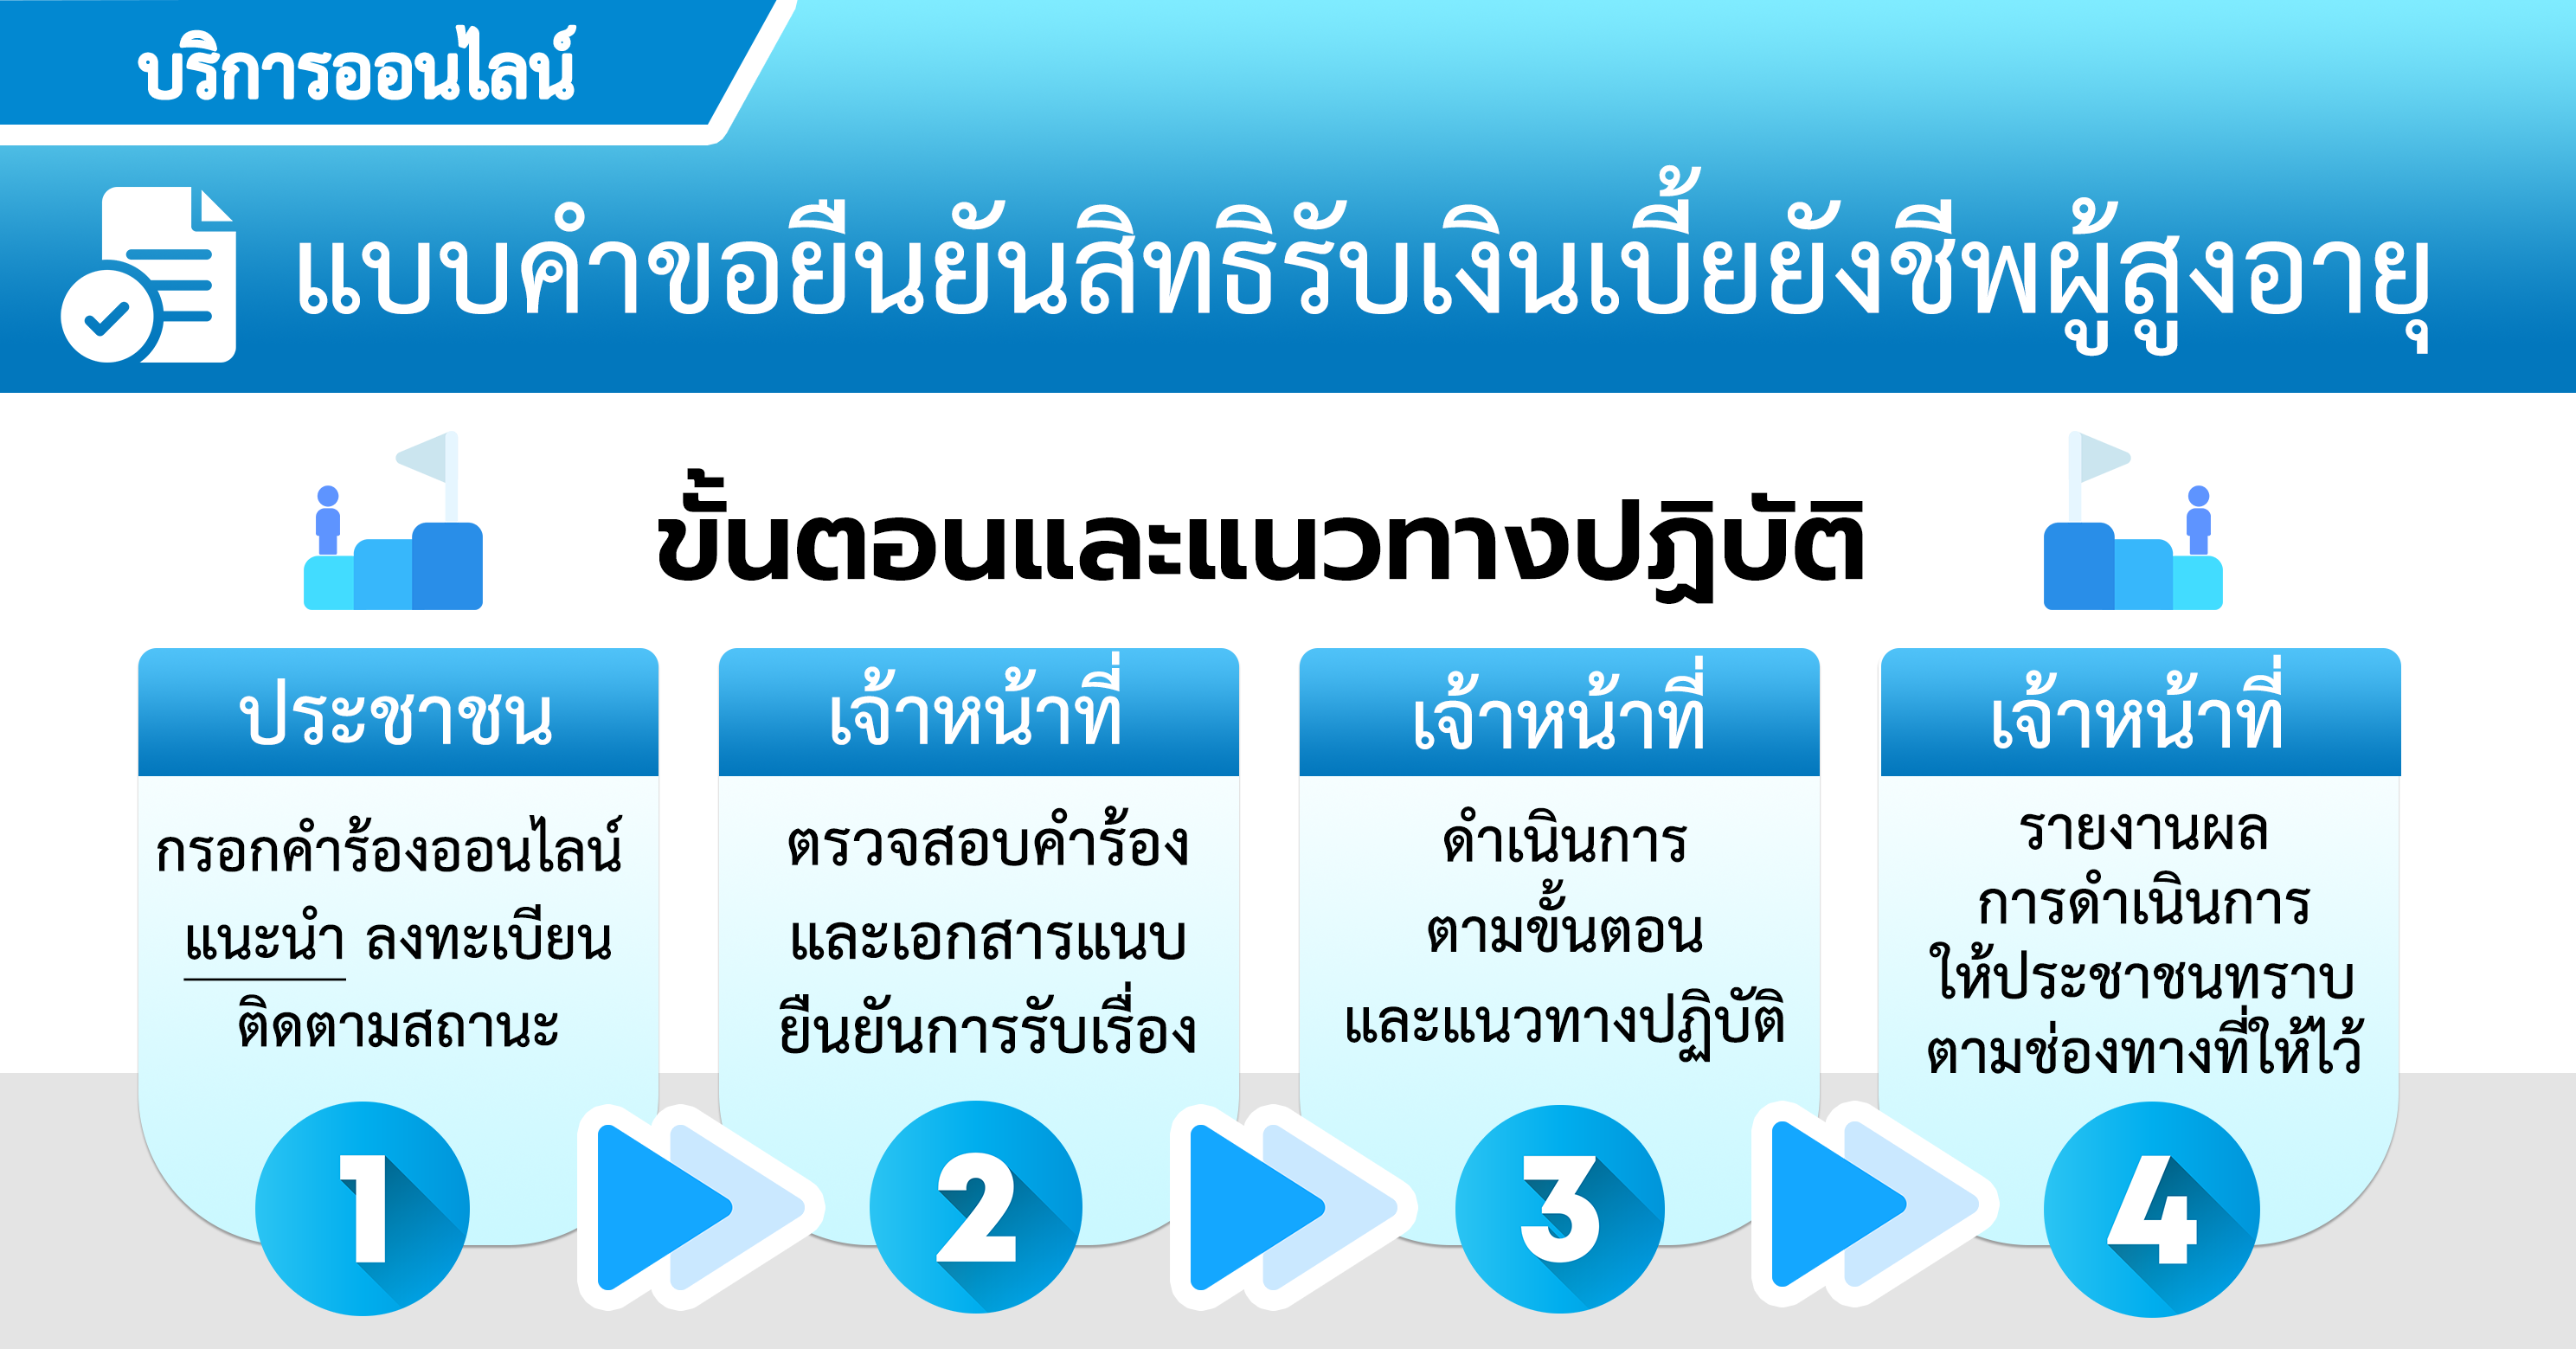 บริการออนไลน์
แบบคำขอยืนยันสิทธิรับเงินเบี้ยยังชีพผู้สูงอายุ
ขั้นตอนและแนวทางปฏิบัติ
ประชาชน
กรอกคำร้องออนไลน์
แนะนำ ลงทะเบียน
ติดตามสถานะ
1
เจ้าหน้าที่
ตรวจสอบคำร้อง
และเอกสารแนบ
ยืนยันการรับเรื่อง
2
เจ้าหน้าที่
ดำเนินการ
ตามขั้นตอน
และแนวทางปฏิบัติ
3
เจ้าหน้าที่
รายงานผล
การดำเนินการ
ให้ประชาชนทราบ
ตามช่องทางที่ให้ไว้
4